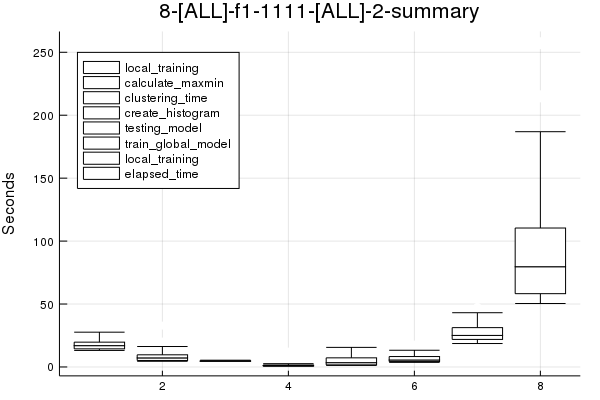 8-[ALL]-f1-1111-[ALL]-2-summary
250
200
150
100
50
0
Seconds
local_training
calculate_maxmin
clustering_time
create_histogram
testing_model
train_global_model
local_training
elapsed_time
2 4 6 8